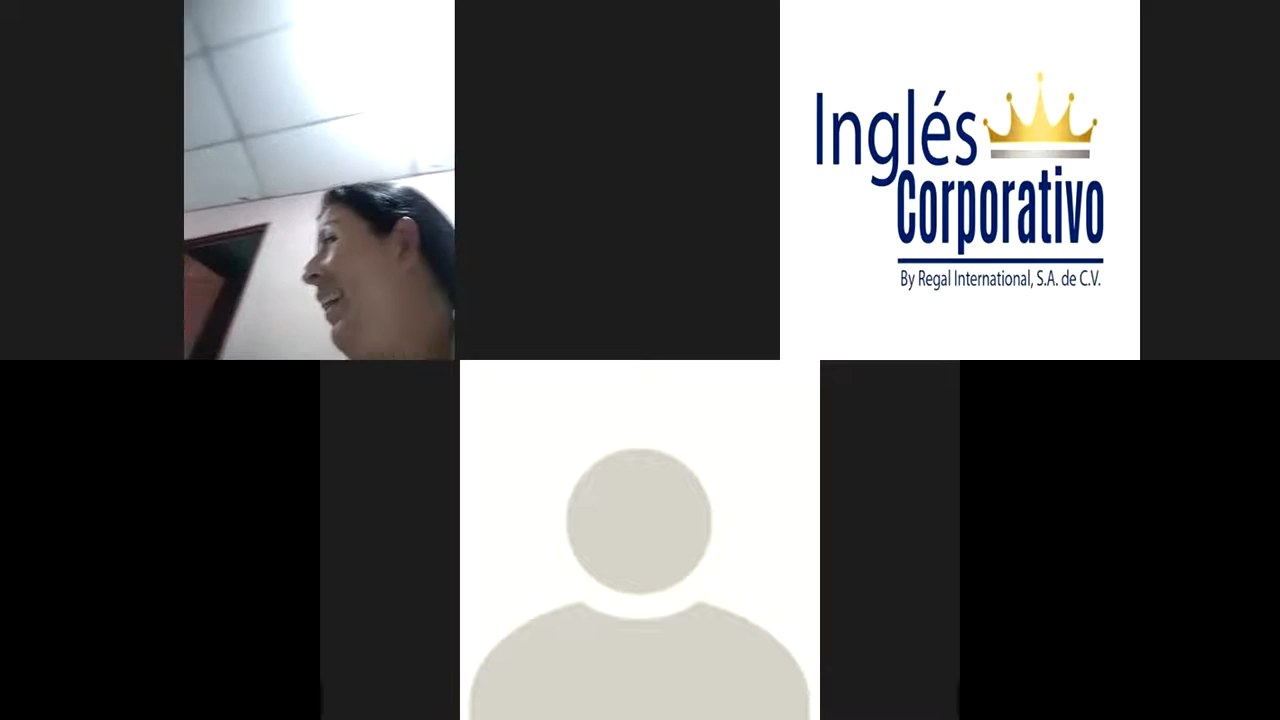 Inglés
Corporativo
By Regal International, S.A. de C.V.